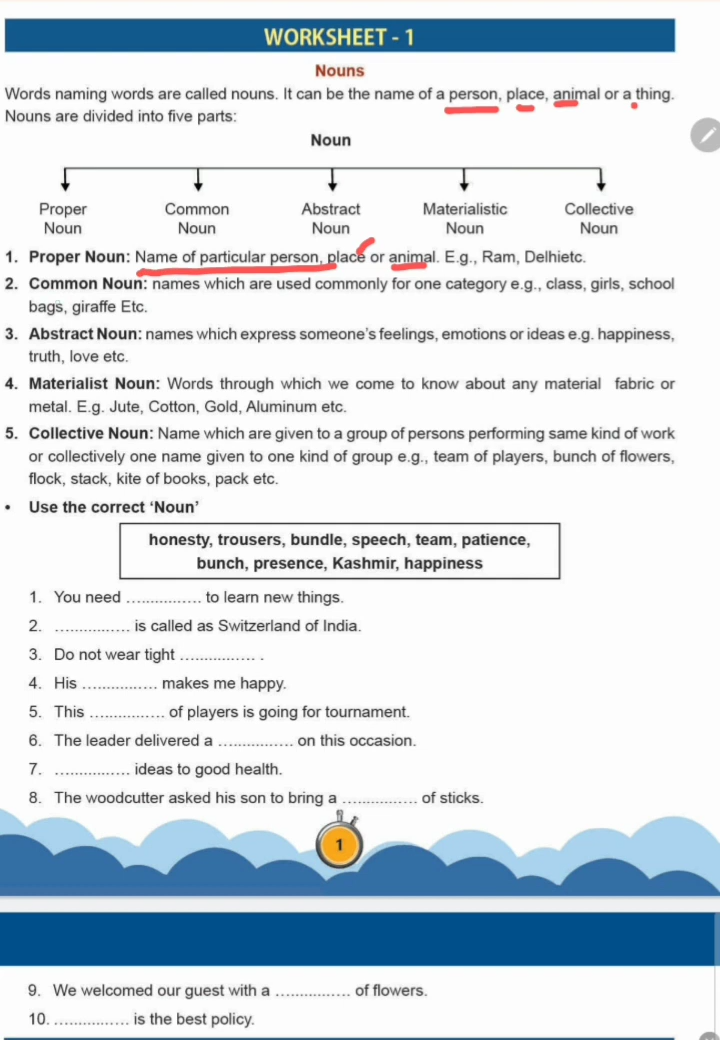 WORKSHEET - 1
Nouns
Words naming words are called nouns. It can be the name of a person, place, animal or a thing.
Nouns are divided into five parts:
Noun
Proper Noun
Common Noun
Abstract Noun
Materialistic Noun
Collective Noun
1. Proper Noun: Name of particular person, place or animal. E.g., Ram, Delhietc.
2. Common Noun: names which are used commonly for one category e.g., class, girls, school
bags, giraffe Etc.
3. Abstract Noun: names which express someone's feelings, emotions or ideas e.g. happiness,
truth, love etc.
4. Materialist Noun: Words through which we come to know about any material fabric or
metal. E.g. Jute, Cotton, Gold, Aluminum etc.
5. Collective Noun: Name which are given to a group of persons performing same kind of work
or collectively one name given to one kind of group e.g., team of players, bunch of flowers,
flock, stack, kite of books, pack etc.
• Use the correct ‘Noun’
honesty, trousers, bundle, speech, team, patience,
bunch, presence, Kashmir, happiness
1. You need ............... to learn new things.
2. ............... is called as Switzerland of India.
3. Do not wear tight ............... .
4. His ............... makes me happy.
5. This ............... of players is going for tournament.
6. The leader delivered a ............... on this occasion.
7. ............... ideas to good health.
8. The woodcutter asked his son to bring a ............... of sticks.
1
9. We welcomed our guest with a ............... of flowers.
10. ............... is the best policy.